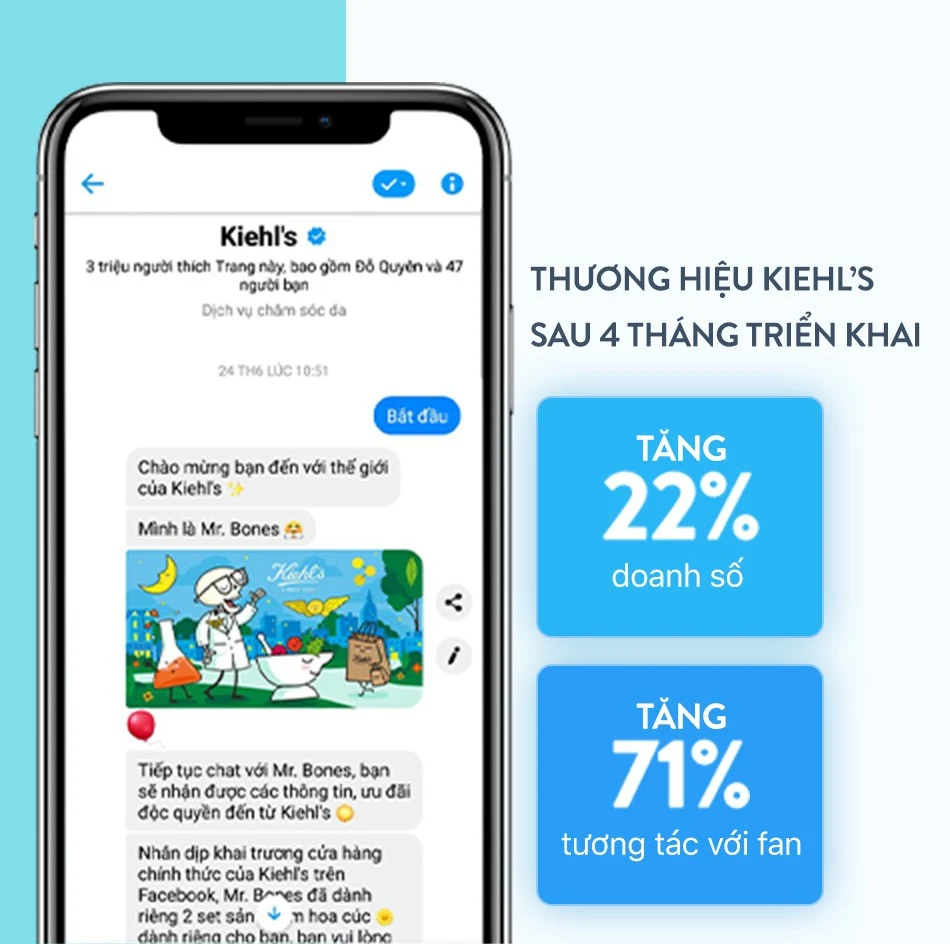 Kiehl's
3 triệu người thích Trang này, bao gồm Đỗ Quyên và 47
người bạn
Dịch vụ chăm sóc da
24 TH6 LÚC 10:51
Bắt đầu
Chào mừng bạn đến với thế giới
của Kiehl's ✨
Mình là Mr. Bones
Kiehl's
Tiếp tục chat với Mr. Bones, bạn
sẽ nhận được các thông tin, ưu đãi
độc quyền đến từ Kiehl's
Nhân dịp khai trương cửa hàng
chính thức của Kiehl's trên
Facebook, Mr. Bones đã dành
riêng 2 set sản hoa cúc
dành riêng cho bạn, bạn vui lòng
THƯƠNG HIỆU KIEHL'S
SAU 4 THÁNG TRIỂN KHAI
TĂNG
22%
doanh số
TĂNG
71%
tương tác với fan